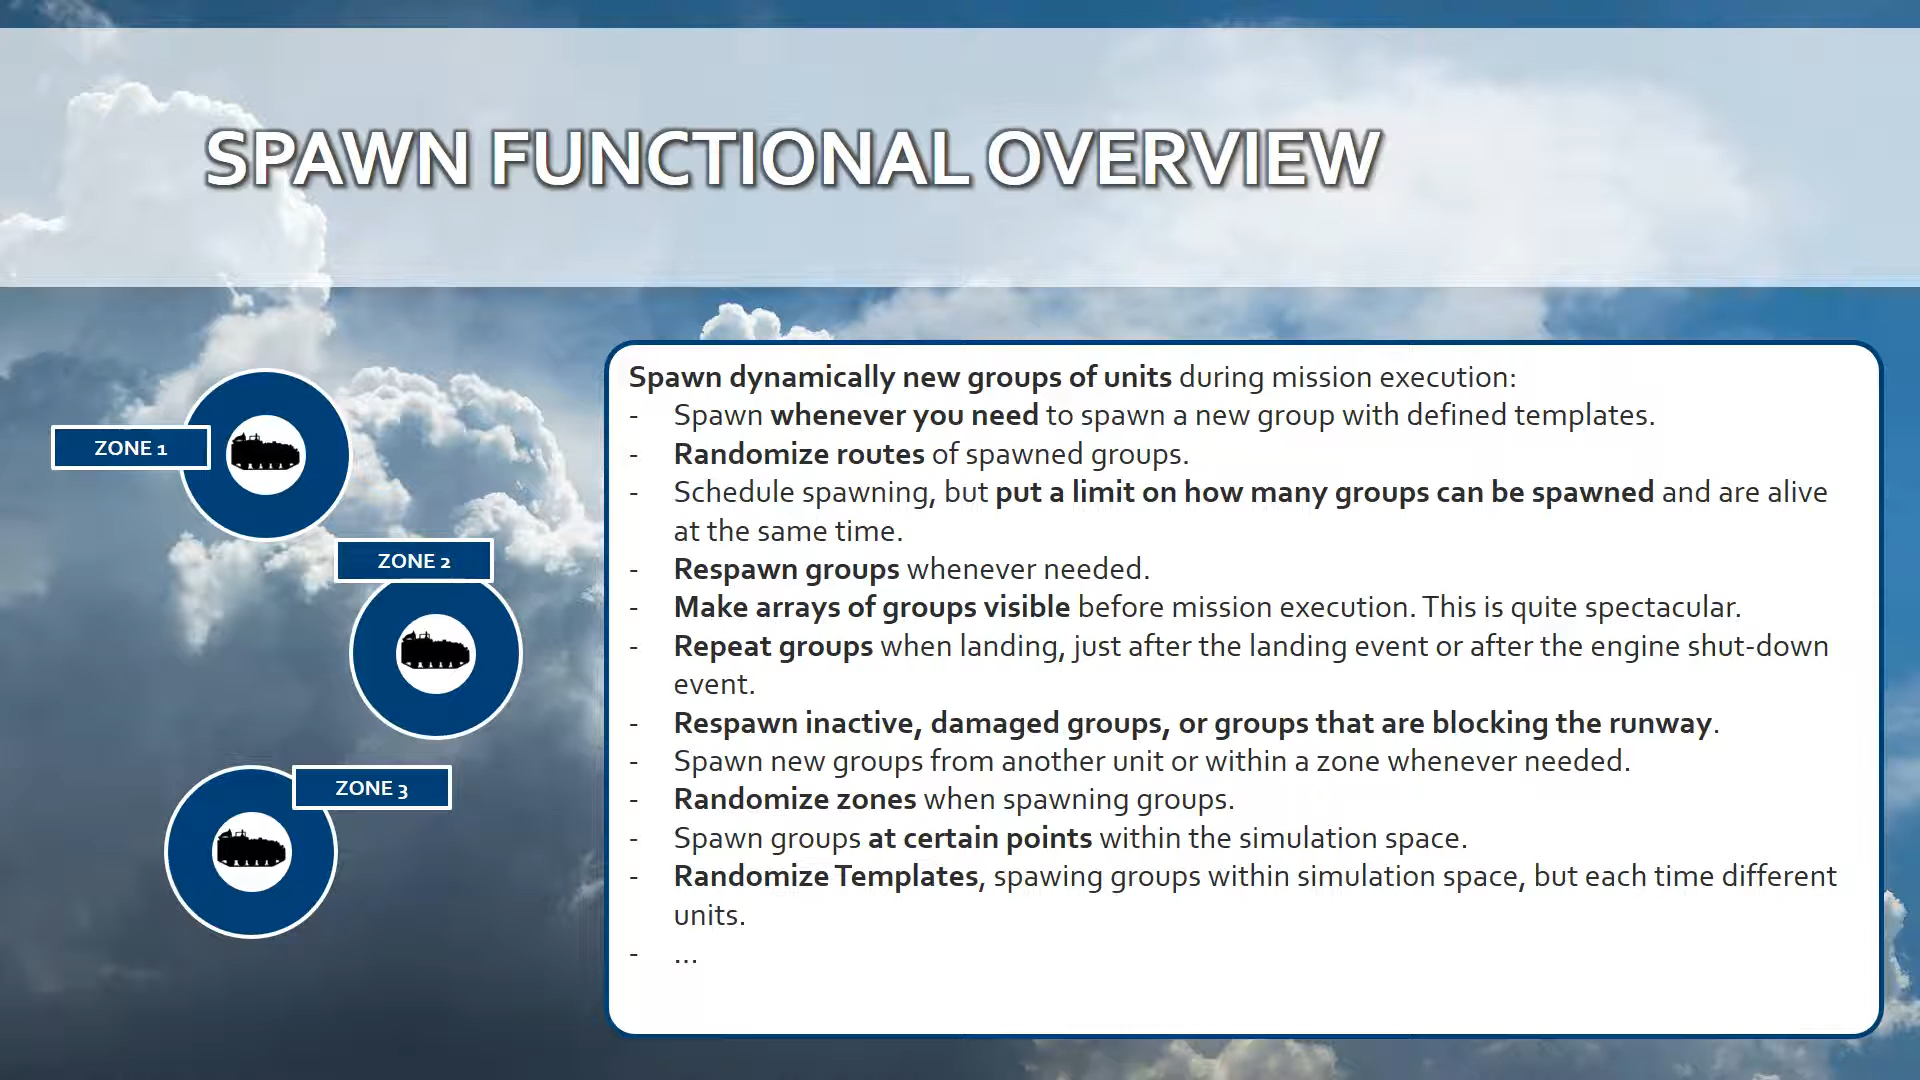 SPAWN FUNCTIONAL OVERVIEW
ZONE 1
ZONE 2
ZONE 3
Spawn dynamically new groups of units during mission execution:
- Spawn whenever you need to spawn a new group with defined templates.
- Randomize routes of spawned groups.
- Schedule spawning, but put a limit on how many groups can be spawned and are alive
at the same time.
- Respawn groups whenever needed.
- Make arrays of groups visible before mission execution. This is quite spectacular.
- Repeat groups when landing, just after the landing event or after the engine shut-down
event.
- Respawn inactive, damaged groups, or groups that are blocking the runway.
- Spawn new groups from another unit or within a zone whenever needed.
- Randomize zones when spawning groups.
- Spawn groups at certain points within the simulation space.
- Randomize Templates, spawing groups within simulation space, but each time different
units.
- ...